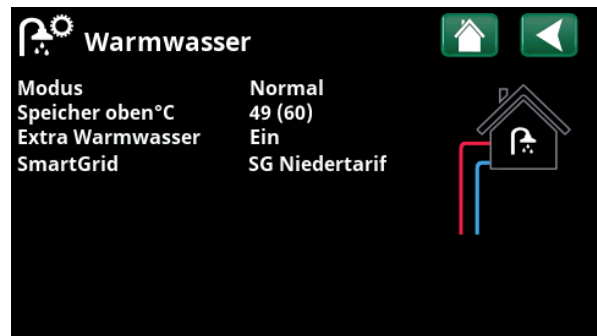 Warmwasser
Modus Normal
Speicher oben°C 49 (60)
Extra Warmwasser Ein
SmartGrid SG Niedertarif